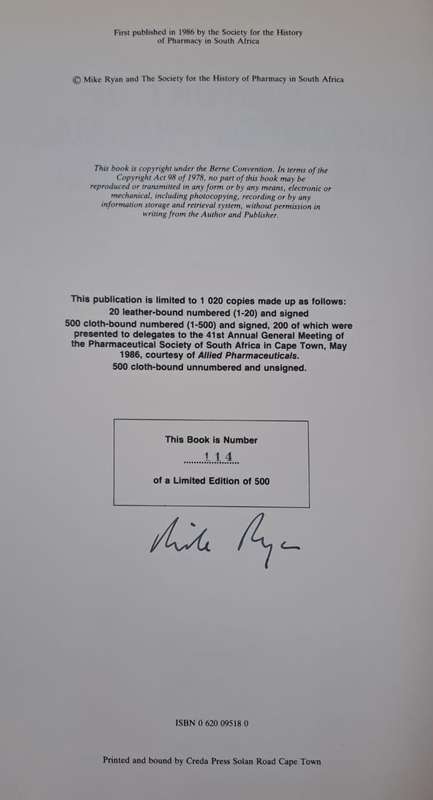 First published in 1986 by the Society for the History
of Pharmacy in South Africa
© Mike Ryan and The Society for the History of Pharmacy in South Africa
This book is copyright under the Berne Convention. In terms of the
Copyright Act 98 of 1978, no part of this book may be
reproduced or transmitted in any form or by any means, electronic or
mechanical, including photocopying, recording or by any
information storage and retrieval system, without permission in
writing from the Author and Publisher.
This publication is limited to 1 020 copies made up as follows:
20 leather-bound numbered (1-20) and signed
500 cloth-bound numbered (1-500) and signed, 200 of which were
presented to delegates to the 41st Annual General Meeting of
the Pharmaceutical Society of South Africa in Cape Town, May
1986, courtesy of Allied Pharmaceuticals.
500 cloth-bound unnumbered and unsigned.
This Book is Number
114
of a Limited Edition of 500
Mike Ryan
ISBN 0 620 09518 0
Printed and bound by Creda Press Solan Road Cape Town